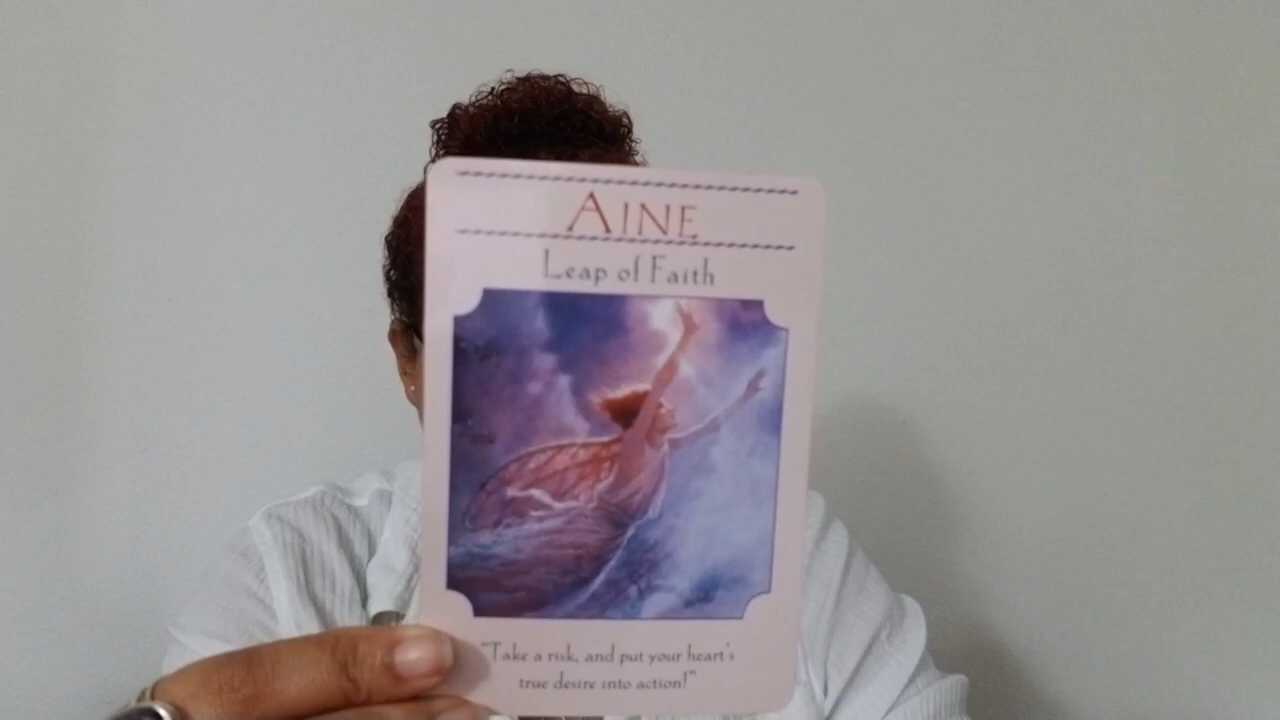 AINE
Leap of Faith
"Take a risk, and put your heart's
true desire into action!"